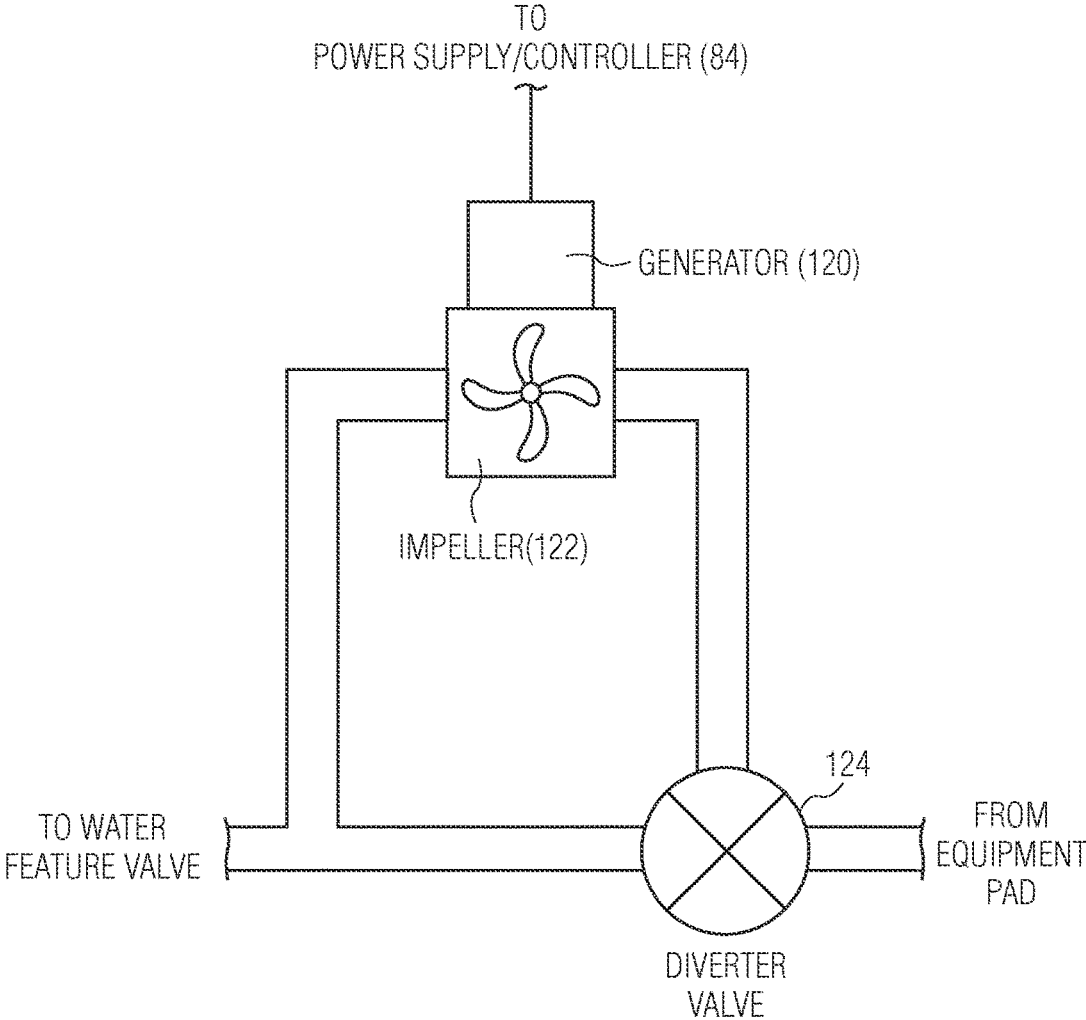 TO
POWER SUPPLY/CONTROLLER (84)
GENERATOR (120)
IMPELLER(122)
124
TO WATER
FEATURE VALVE
FROM
EQUIPMENT
PAD
DIVERTER
VALVE